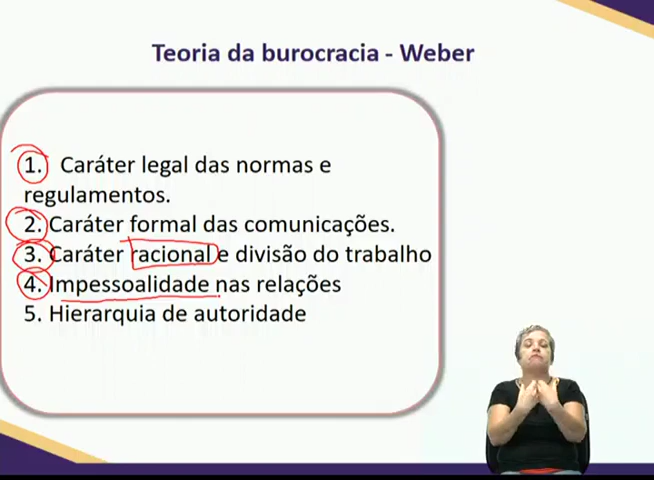 Teoria da burocracia - Weber
1. Caráter legal das normas e
regulamentos.
2. Caráter formal das comunicações.
3. Caráter racional e divisão do trabalho
4. Impessoalidade nas relações
5. Hierarquia de autoridade